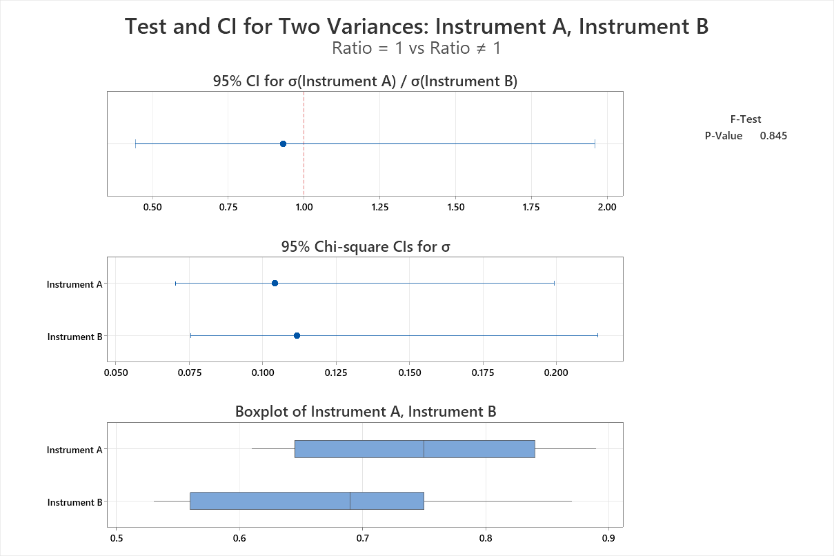 Test and CI for Two Variances: Instrument A, Instrument B
Ratio = 1 vs Ratio ≠ 1
95% CI for σ(Instrument A) / σ(Instrument B)
F-Test
P-Value 0.845
0.50 0.75 1.00 1.25 1.50 1.75 2.00
95% Chi-square CIs for σ
Instrument A
Instrument B
0.050 0.075 0.100 0.125 0.150 0.175 0.200
Boxplot of Instrument A, Instrument B
Instrument A
Instrument B
0.5 0.6 0.7 0.8 0.9